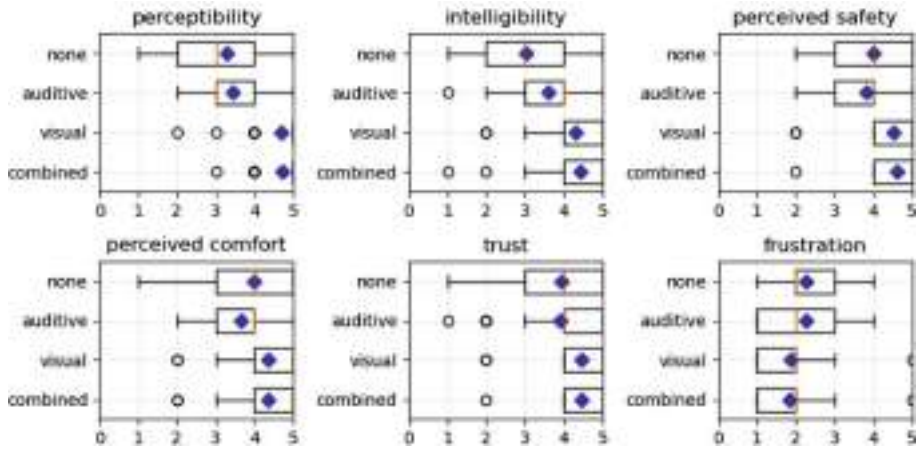 perceptibility
none
auditive
visual
combined
0 1 2 3 4 5
intelligibility
none
auditive
visual
combined
0 1 2 3 4 5
perceived safety
none
auditive
visual
combined
0 1 2 3 4 5
perceived comfort
none
auditive
visual
combined
0 1 2 3 4 5
trust
none
auditive
visual
combined
0 1 2 3 4 5
frustration
none
auditive
visual
combined
0 1 2 3 4 5